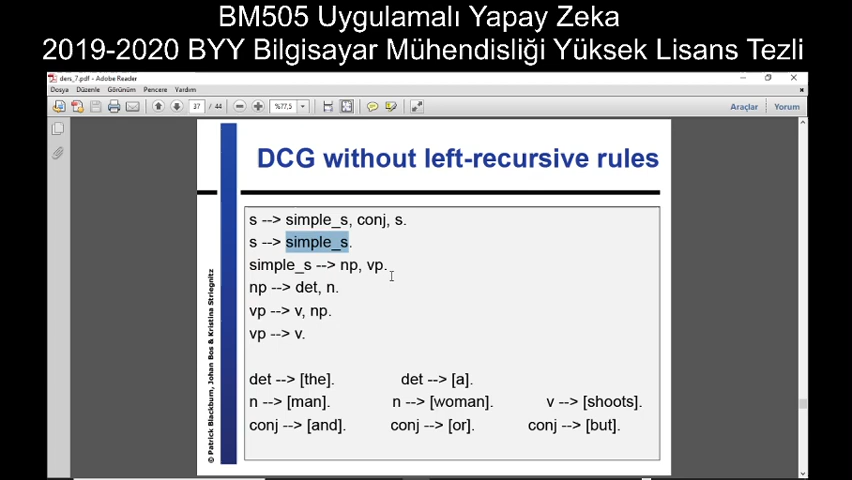 BM505 Uygulamalı Yapay Zeka
2019-2020 BYY Bilgisayar Mühendisliği Yüksek Lisans Tezli
ders_7.pdf - Adobe Reader
Dosya Düzenle Görünüm Pencere Yardım
37 / 44 %77,5 Araçlar Yorum
DCG without left-recursive rules
s --> simple_s, conj, s.
s --> simple_s.
simple_s --> np, vp.
np --> det, n.
vp --> v, np.
vp --> v.
det --> [the]. det --> [a].
n --> [man]. n --> [woman]. v --> [shoots].
conj --> [and]. conj --> [or]. conj --> [but].
© Patrick Blackburn, Johan Bos & Kristina Striegnitz